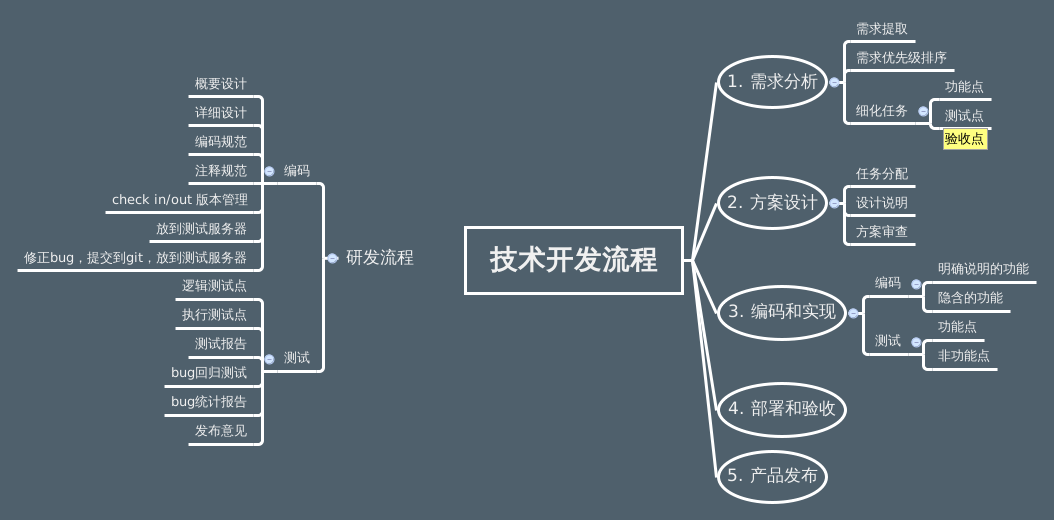 技术开发流程
1. 需求分析
需求提取
需求优先级排序
细化任务
功能点
测试点
验收点
2. 方案设计
任务分配
设计说明
方案审查
3. 编码和实现
编码
明确说明的功能
隐含的功能
测试
功能点
非功能点
4. 部署和验收
5. 产品发布
研发流程
编码
概要设计
详细设计
编码规范
注释规范
check in/out 版本管理
放到测试服务器
修正bug，提交到git，放到测试服务器
测试
逻辑测试点
执行测试点
测试报告
bug回归测试
bug统计报告
发布意见